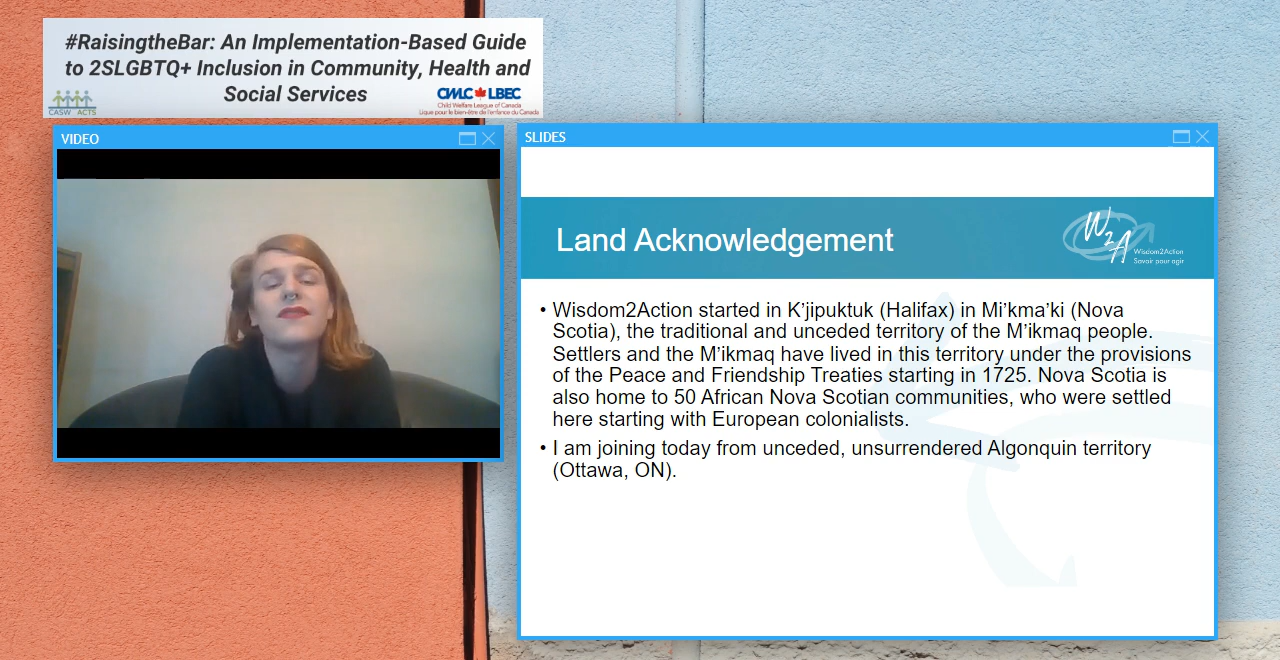 #RaisingtheBar: An Implementation-Based Guide
to 2SLGBTQ+ Inclusion in Community, Health and
Social Services
CASW ACTS
CWLC LBEC
Child Welfare League of Canada
Ligue pour le bien-être de l'enfance du Canada
VIDEO
SLIDES
Land Acknowledgement
W2A
Wisdom2Action
Savoir pour agir
• Wisdom2Action started in K’jipuktuk (Halifax) in Mi’kma’ki (Nova
Scotia), the traditional and unceded territory of the M’ikmaq people.
Settlers and the M’ikmaq have lived in this territory under the provisions
of the Peace and Friendship Treaties starting in 1725. Nova Scotia is
also home to 50 African Nova Scotian communities, who were settled
here starting with European colonialists.
• I am joining today from unceded, unsurrendered Algonquin territory
(Ottawa, ON).